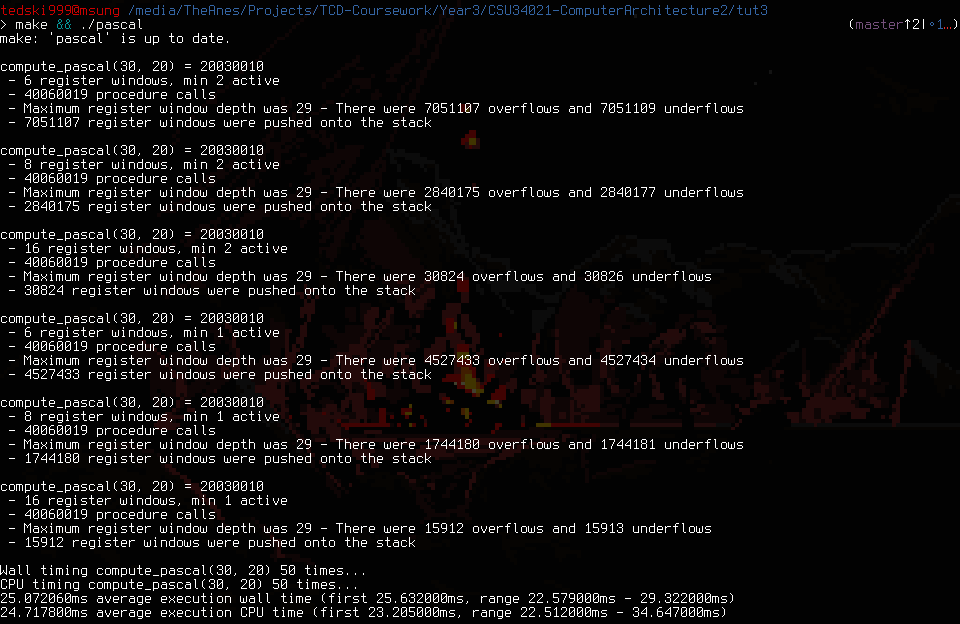 tedski999@msung /media/TheAnes/Projects/TCD-Coursework/Year3/CSU34021-ComputerArchitecture2/tut3
> make && ./pascal (master↑2|∘1…)
make: 'pascal' is up to date.
compute_pascal(30, 20) = 20030010
- 6 register windows, min 2 active
- 40060019 procedure calls
- Maximum register window depth was 29 - There were 7051107 overflows and 7051109 underflows
- 7051107 register windows were pushed onto the stack
compute_pascal(30, 20) = 20030010
- 8 register windows, min 2 active
- 40060019 procedure calls
- Maximum register window depth was 29 - There were 2840175 overflows and 2840177 underflows
- 2840175 register windows were pushed onto the stack
compute_pascal(30, 20) = 20030010
- 16 register windows, min 2 active
- 40060019 procedure calls
- Maximum register window depth was 29 - There were 30824 overflows and 30826 underflows
- 30824 register windows were pushed onto the stack
compute_pascal(30, 20) = 20030010
- 6 register windows, min 1 active
- 40060019 procedure calls
- Maximum register window depth was 29 - There were 4527433 overflows and 4527434 underflows
- 4527433 register windows were pushed onto the stack
compute_pascal(30, 20) = 20030010
- 8 register windows, min 1 active
- 40060019 procedure calls
- Maximum register window depth was 29 - There were 1744180 overflows and 1744181 underflows
- 1744180 register windows were pushed onto the stack
compute_pascal(30, 20) = 20030010
- 16 register windows, min 1 active
- 40060019 procedure calls
- Maximum register window depth was 29 - There were 15912 overflows and 15913 underflows
- 15912 register windows were pushed onto the stack
Wall timing compute_pascal(30, 20) 50 times...
CPU timing compute_pascal(30, 20) 50 times...
25.072060ms average execution wall time (first 25.632000ms, range 22.579000ms - 29.322000ms)
24.717800ms average execution CPU time (first 23.205000ms, range 22.512000ms - 34.647000ms)